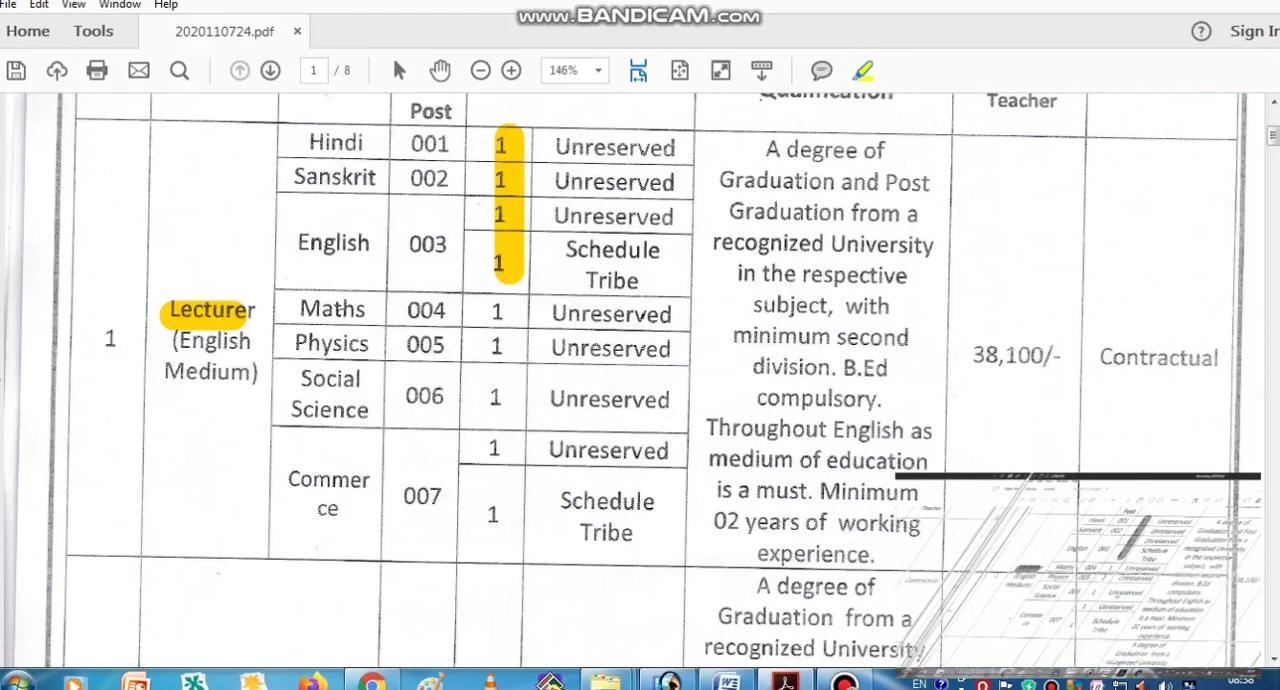 File Edit View Window Help
www.BANDICAM.com
Home Tools 2020110724.pdf × ? Sign In
1 / 8 146%
Post Qualification Teacher
1 Lecturer (English Medium)
Hindi 001 1 Unreserved
Sanskrit 002 1 Unreserved
English 003 1 Unreserved
1 Schedule Tribe
Maths 004 1 Unreserved
Physics 005 1 Unreserved
Social Science 006 1 Unreserved
Commer ce 007 1 Unreserved
1 Schedule Tribe
A degree of
Graduation and Post
Graduation from a
recognized University
in the respective
subject, with
minimum second
division. B.Ed
compulsory.
Throughout English as
medium of education
is a must. Minimum
02 years of working
experience.
38,100/- Contractual
A degree of
Graduation from a
recognized University
EN 08:58